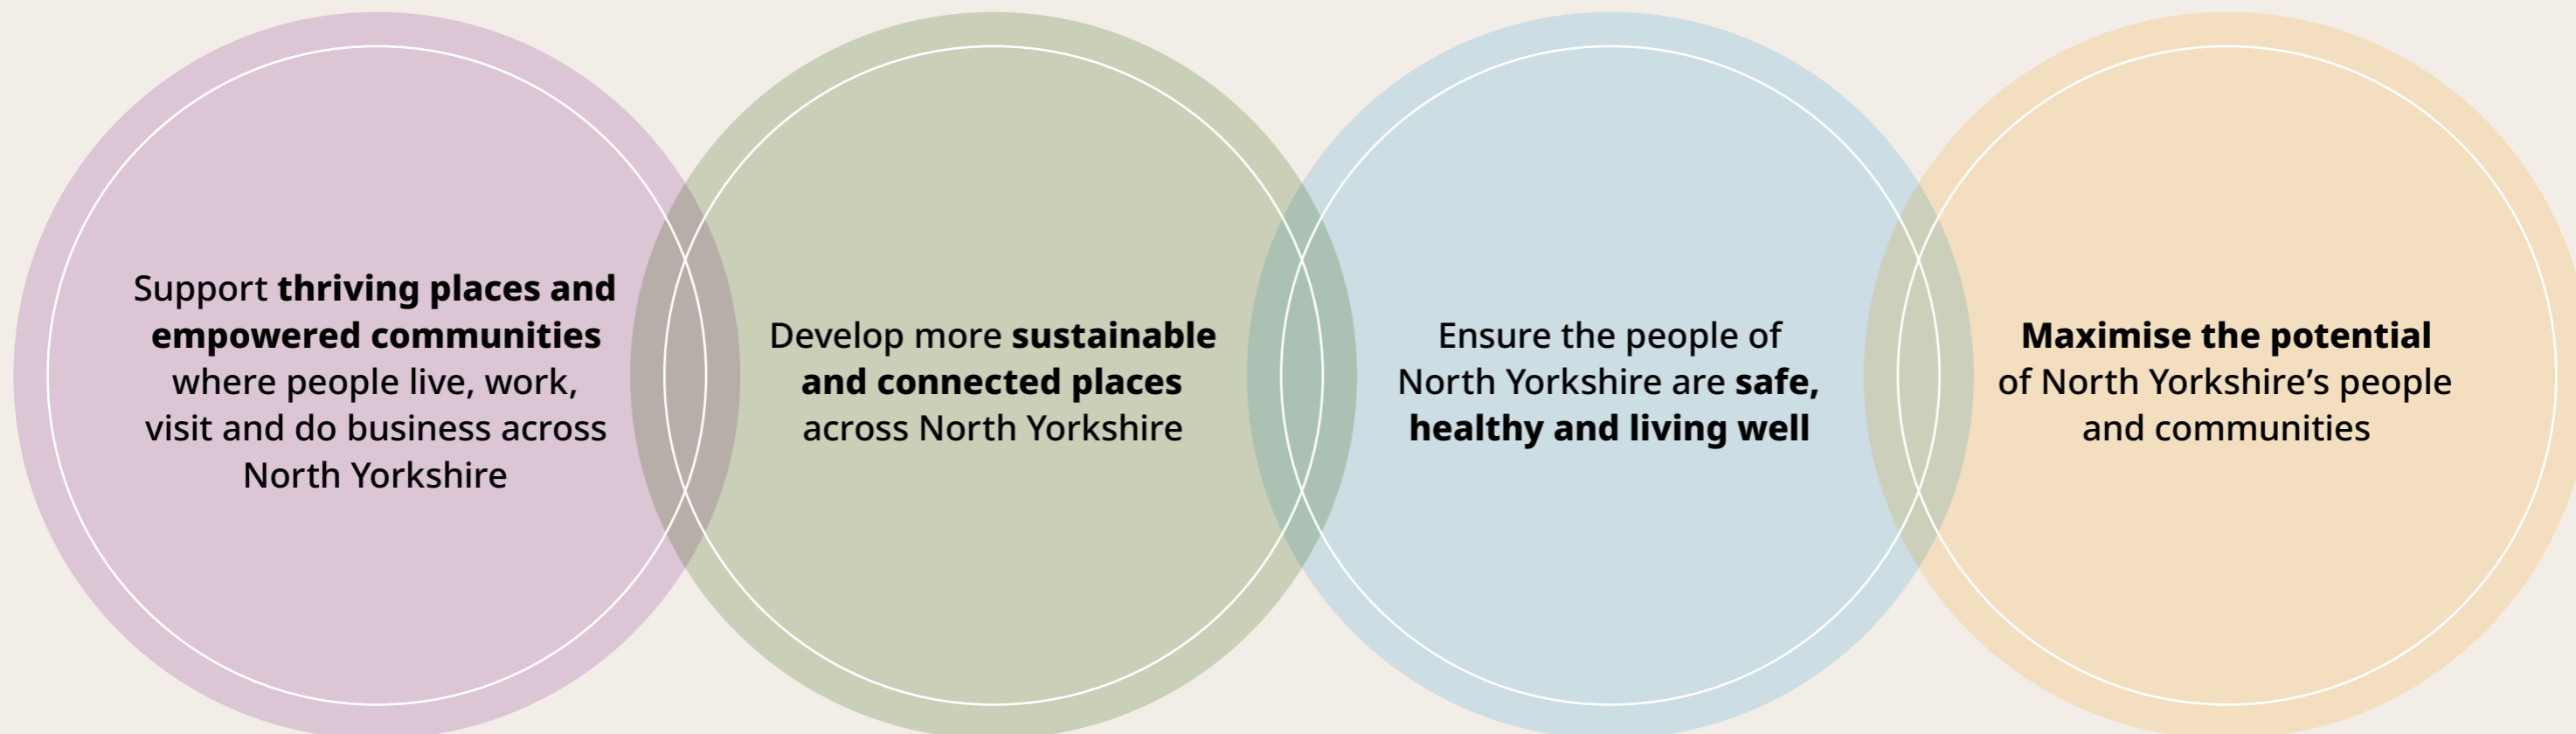 Support thriving places and
empowered communities
where people live, work,
visit and do business across
North Yorkshire
Develop more sustainable
and connected places
across North Yorkshire
Ensure the people of
North Yorkshire are safe,
healthy and living well
Maximise the potential
of North Yorkshire’s people
and communities